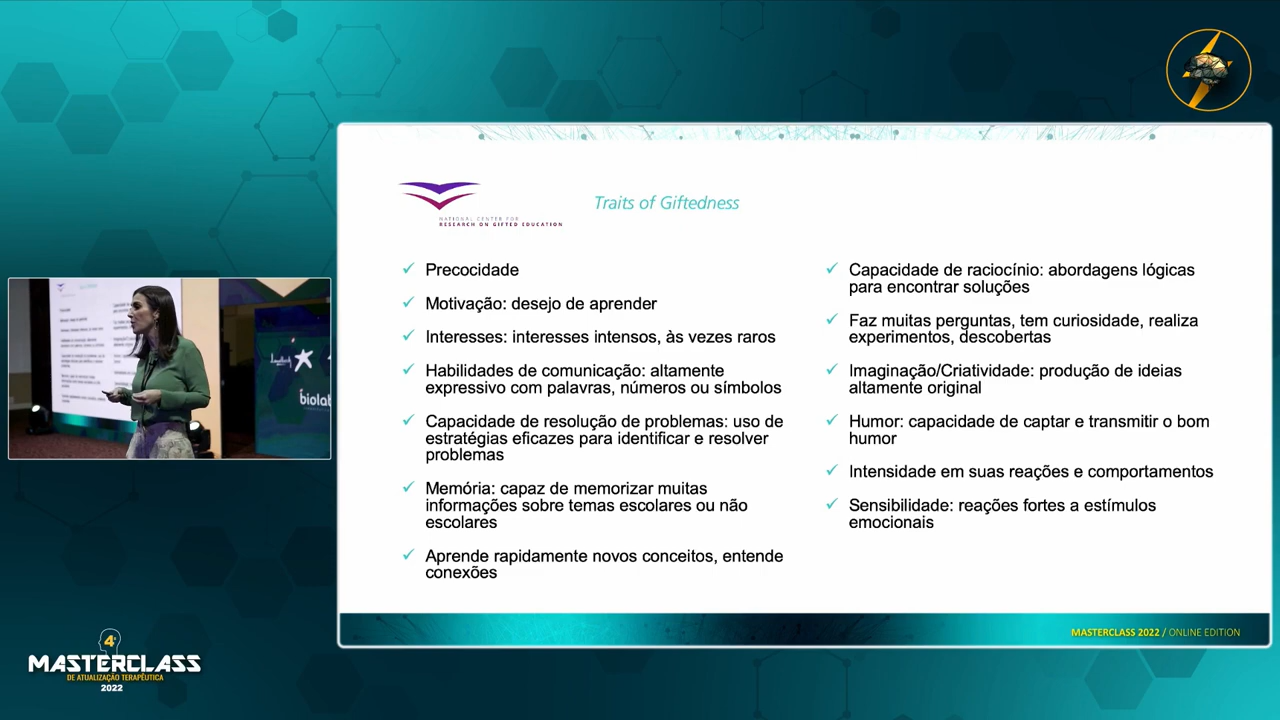 NATIONAL CENTER FOR
RESEARCH ON GIFTED EDUCATION
Traits of Giftedness
Precocidade
Motivação: desejo de aprender
Interesses: interesses intensos, às vezes raros
Habilidades de comunicação: altamente
expressivo com palavras, números ou símbolos
Capacidade de resolução de problemas: uso de
estratégias eficazes para identificar e resolver
problemas
Memória: capaz de memorizar muitas
informações sobre temas escolares ou não
escolares
Aprende rapidamente novos conceitos, entende
conexões
Capacidade de raciocínio: abordagens lógicas
para encontrar soluções
Faz muitas perguntas, tem curiosidade, realiza
experimentos, descobertas
Imaginação/Criatividade: produção de ideias
altamente original
Humor: capacidade de captar e transmitir o bom
humor
Intensidade em suas reações e comportamentos
Sensibilidade: reações fortes a estímulos
emocionais
MASTERCLASS 2022 / ONLINE EDITION
biolab
4ª
MASTERCLASS
DE ATUALIZAÇÃO TERAPÊUTICA
2022